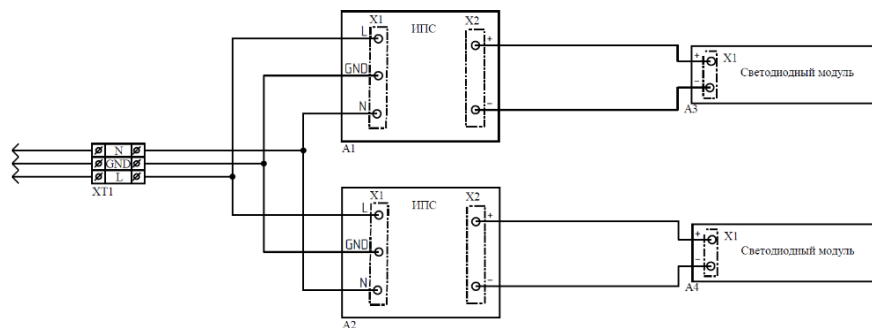 X1
ИПС
X2
L
+
GND
N
−
A1
+
X1
Светодиодный модуль
−
A3
N
GND
L
XT1
X1
ИПС
X2
L
+
GND
N
−
A2
+
X1
Светодиодный модуль
−
A4